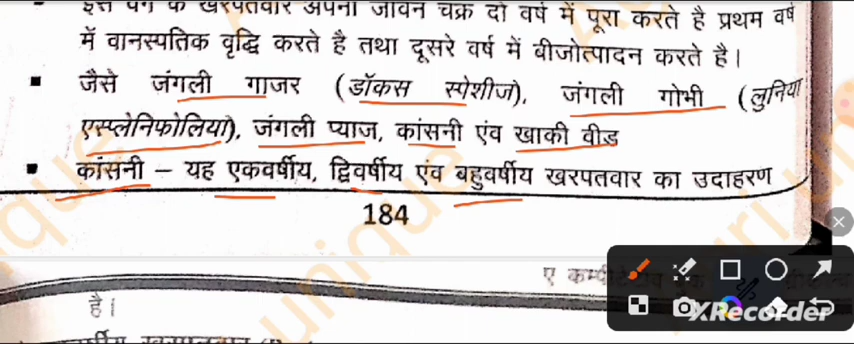 इस वर्ग के खरपतवार अपना जीवन चक्र दो वर्ष में पूरा करते है प्रथम वर्ष
में वानस्पतिक वृद्धि करते है तथा दूसरे वर्ष में बीजोत्पादन करते है।
▪ जैसे जंगली गाजर (डॉकस स्पेशीज), जंगली गोभी (लुनिया
एस्प्लेनिफोलिया), जंगली प्याज, कांसनी एंव खाकी वीड
▪ कांसनी – यह एकवर्षीय, द्विवर्षीय एंव बहुवर्षीय खरपतवार का उदाहरण
184
है।
XRecorder
unique